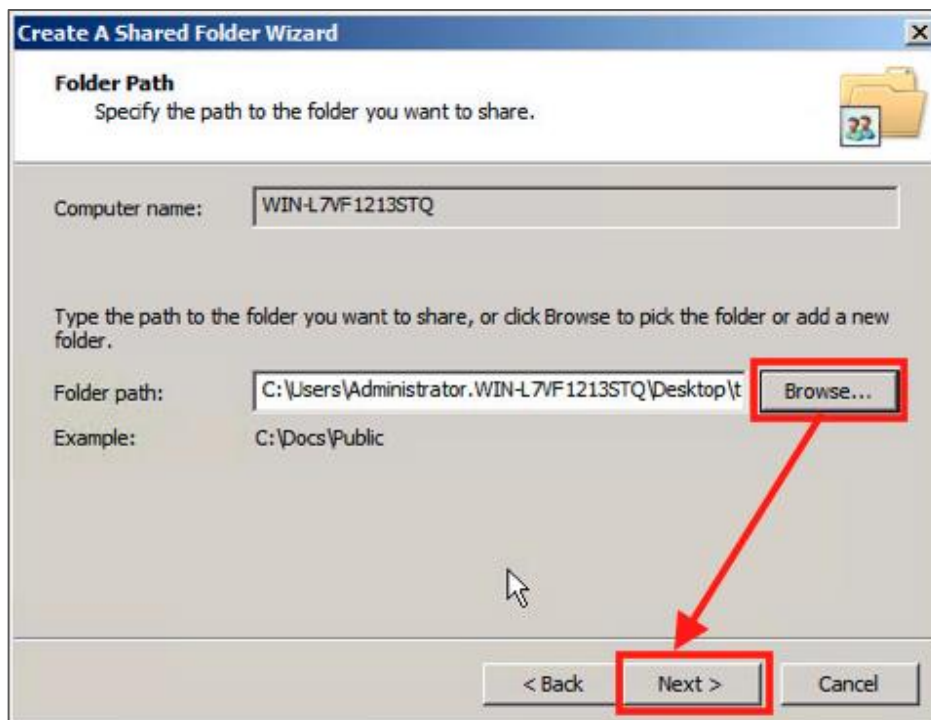 Create A Shared Folder Wizard
Folder Path
Specify the path to the folder you want to share.
Computer name:
WIN-L7VF1213STQ
Type the path to the folder you want to share, or click Browse to pick the folder or add a new
folder.
Folder path:
C:\Users\Administrator.WIN-L7VF1213STQ\Desktop\t
Browse...
Example:
C:\Docs\Public
< Back
Next >
Cancel